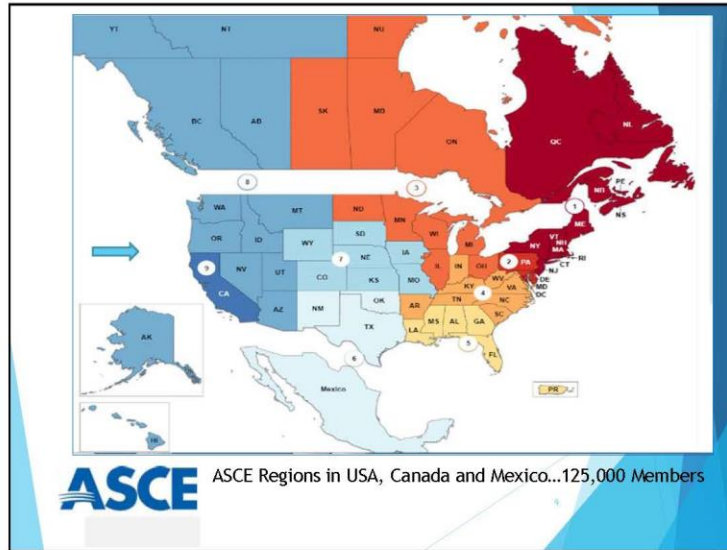 YT
NT
NU
BC
AB
SK
MB
ON
QC
NL
NB
PE
NS
8
3
1
WA
MT
ND
MN
WI
MI
ME
VT
NH
MA
NY
RI
CT
OR
ID
WY
SD
IA
NE
7
9
NV
UT
CO
KS
MO
IL
IN
OH
2
PA
NJ
DE
MD
DC
WV
VA
KY
4
CA
AZ
NM
OK
AR
TN
NC
SC
TX
LA
MS
AL
GA
5
FL
6
AK
HI
Mexico
PR
ASCE
ASCE Regions in USA, Canada and Mexico...125,000 Members